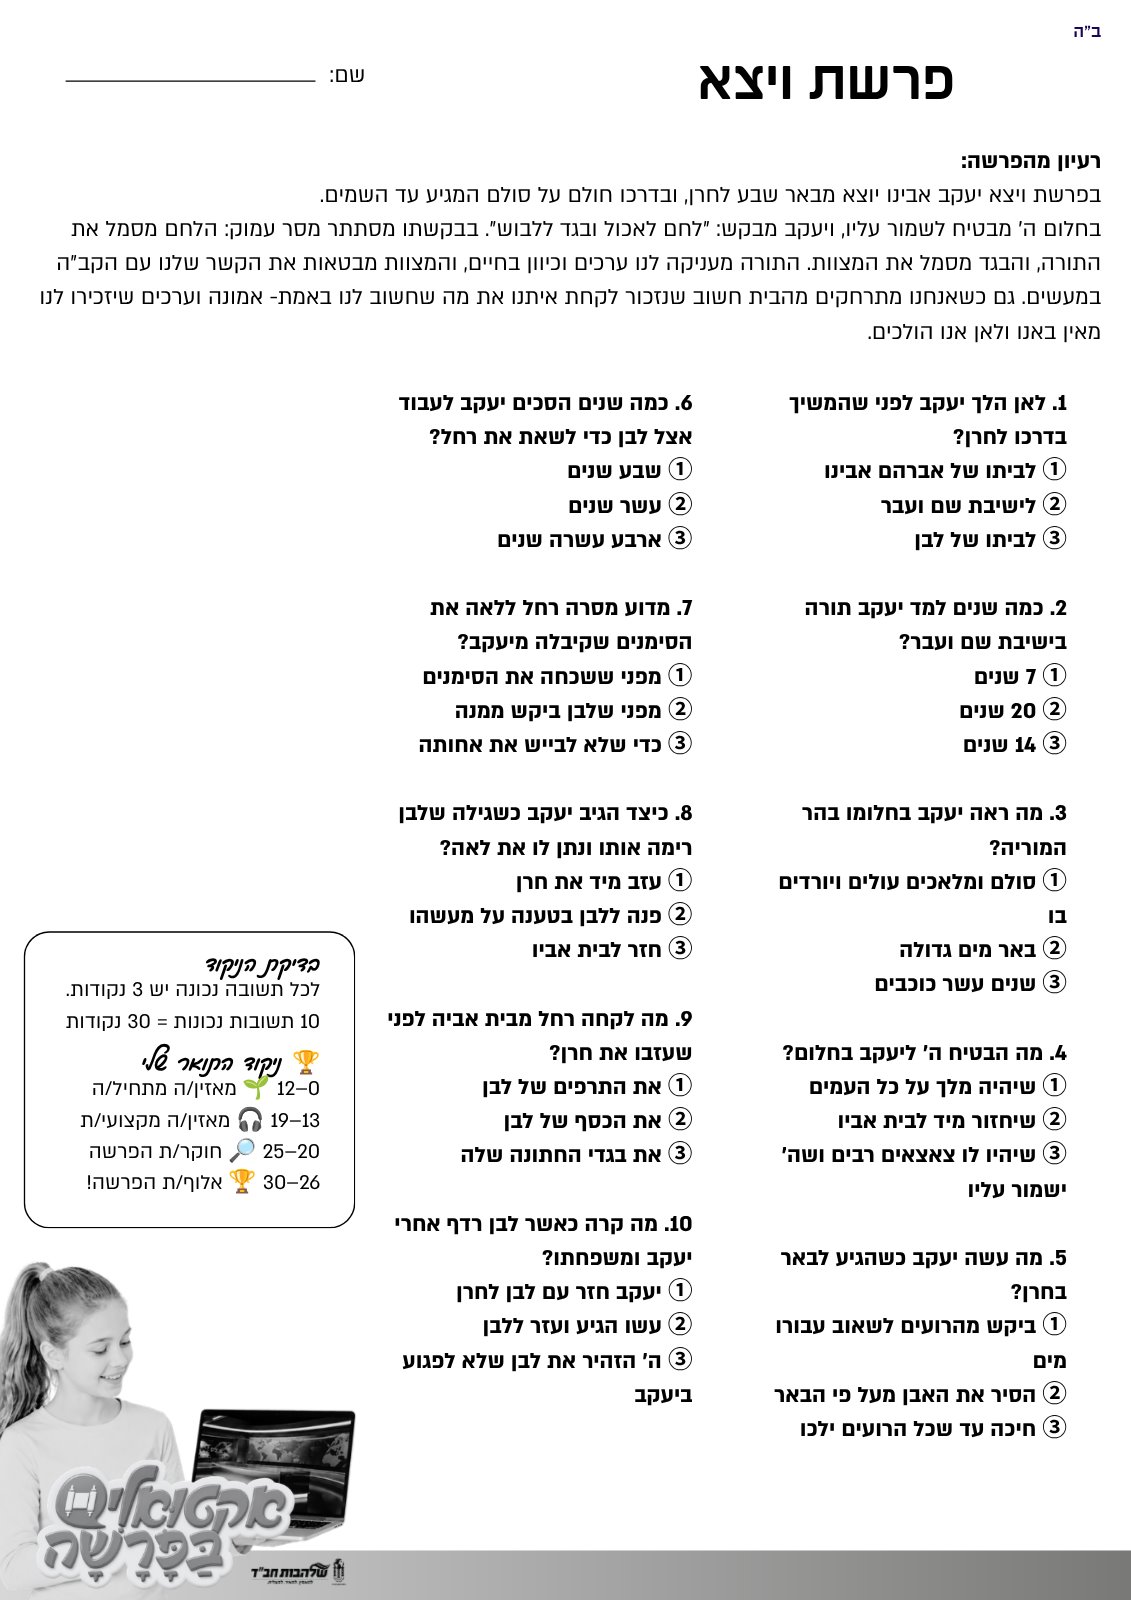 ב"ה
פרשת ויצא
שם:
רעיון מהפרשה:
בפרשת ויצא יעקב אבינו יוצא מבאר שבע לחרן, ובדרכו חולם על סולם המגיע עד השמים.
בחלום ה' מבטיח לשמור עליו, ויעקב מבקש: "לחם לאכול ובגד ללבוש". בבקשתו מסתתר מסר עמוק: הלחם מסמל את
התורה, והבגד מסמל את המצוות. התורה מעניקה לנו ערכים וכיוון בחיים, והמצוות מבטאות את הקשר שלנו עם הקב"ה
במעשים. גם כשאנחנו מתרחקים מהבית חשוב שנזכור לקחת איתנו את מה שחשוב לנו באמת- אמונה וערכים שיזכירו לנו
מאין באנו ולאן אנו הולכים.
1. לאן הלך יעקב לפני שהמשיך
בדרכו לחרן?
① לביתו של אברהם אבינו
② לישיבת שם ועבר
③ לביתו של לבן
2. כמה שנים למד יעקב תורה
בישיבת שם ועבר?
① 7 שנים
② 20 שנים
③ 14 שנים
3. מה ראה יעקב בחלומו בהר
המוריה?
① סולם ומלאכים עולים ויורדים
בו
② באר מים גדולה
③ שנים עשר כוכבים
4. מה הבטיח ה' ליעקב בחלום?
① שיהיה מלך על כל העמים
② שיחזור מיד לבית אביו
③ שיהיו לו צאצאים רבים ושה'
ישמור עליו
5. מה עשה יעקב כשהגיע לבאר
בחרן?
① ביקש מהרועים לשאוב עבורו
מים
② הסיר את האבן מעל פי הבאר
③ חיכה עד שכל הרועים ילכו
6. כמה שנים הסכים יעקב לעבוד
אצל לבן כדי לשאת את רחל?
① שבע שנים
② עשר שנים
③ ארבע עשרה שנים
7. מדוע מסרה רחל ללאה את
הסימנים שקיבלה מיעקב?
① מפני ששכחה את הסימנים
② מפני שלבן ביקש ממנה
③ כדי שלא לבייש את אחותה
8. כיצד הגיב יעקב כשגילה שלבן
רימה אותו ונתן לו את לאה?
① עזב מיד את חרן
② פנה ללבן בטענה על מעשהו
③ חזר לבית אביו
9. מה לקחה רחל מבית אביה לפני
שעזבו את חרן?
① את התרפים של לבן
② את הכסף של לבן
③ את בגדי החתונה שלה
10. מה קרה כאשר לבן רדף אחרי
יעקב ומשפחתו?
① יעקב חזר עם לבן לחרן
② עשו הגיע ועזר ללבן
③ ה' הזהיר את לבן שלא לפגוע
ביעקב
בדיקת הניקוד
לכל תשובה נכונה יש 3 נקודות.
10 תשובות נכונות = 30 נקודות
🏆 ניקוד התואר שלי
0–12 🌱 מאזין/ה מתחיל/ה
13–19 🎧 מאזין/ה מקצועי/ת
20–25 🔎 חוקר/ת הפרשה
26–30 🏆 אלוף/ת הפרשה!
אקטואלי
בַּפָּרָשָׁה
שלהבות חב"ד